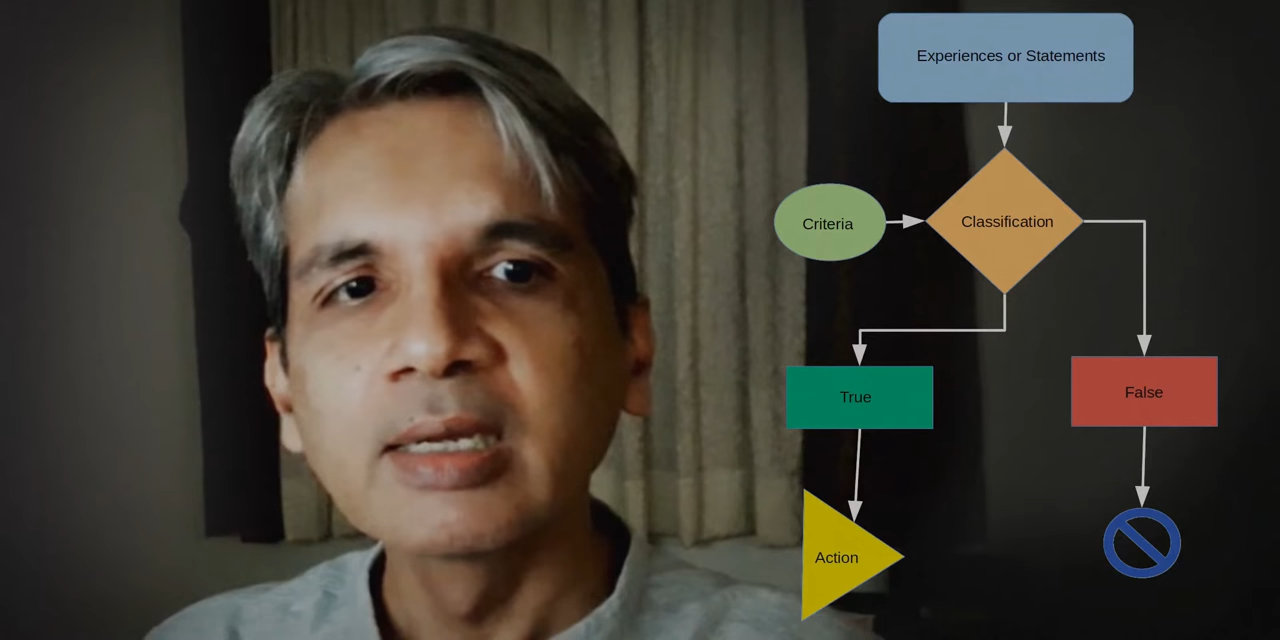 Experiences or Statements
Criteria
Classification
True
False
Action